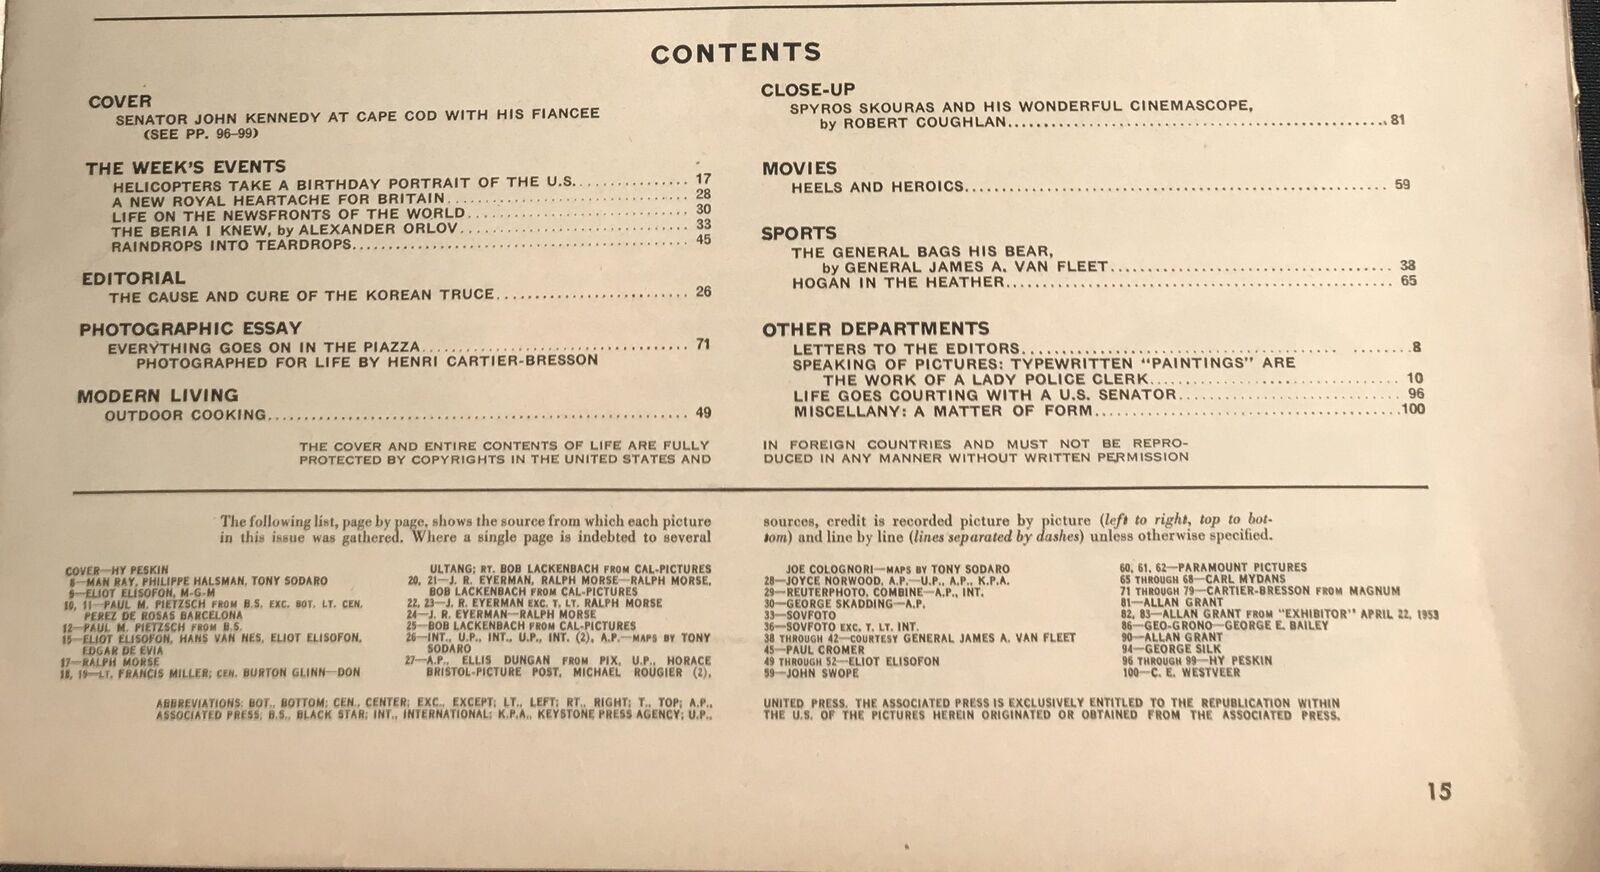 CONTENTS
COVER
SENATOR JOHN KENNEDY AT CAPE COD WITH HIS FIANCEE
(SEE PP. 96–99)
THE WEEK'S EVENTS
HELICOPTERS TAKE A BIRTHDAY PORTRAIT OF THE U.S. 17
A NEW ROYAL HEARTACHE FOR BRITAIN 28
LIFE ON THE NEWSFRONTS OF THE WORLD 30
THE BERIA I KNEW, by ALEXANDER ORLOV 33
RAINDROPS INTO TEARDROPS 45
EDITORIAL
THE CAUSE AND CURE OF THE KOREAN TRUCE 26
PHOTOGRAPHIC ESSAY
EVERYTHING GOES ON IN THE PIAZZA 71
PHOTOGRAPHED FOR LIFE BY HENRI CARTIER-BRESSON
MODERN LIVING
OUTDOOR COOKING 49
CLOSE-UP
SPYROS SKOURAS AND HIS WONDERFUL CINEMASCOPE,
by ROBERT COUGHLAN 81
MOVIES
HEELS AND HEROICS 59
SPORTS
THE GENERAL BAGS HIS BEAR,
by GENERAL JAMES A. VAN FLEET 38
HOGAN IN THE HEATHER 65
OTHER DEPARTMENTS
LETTERS TO THE EDITORS 8
SPEAKING OF PICTURES: TYPEWRITTEN "PAINTINGS" ARE
THE WORK OF A LADY POLICE CLERK 10
LIFE GOES COURTING WITH A U.S. SENATOR 96
MISCELLANY: A MATTER OF FORM 100
THE COVER AND ENTIRE CONTENTS OF LIFE ARE FULLY
PROTECTED BY COPYRIGHTS IN THE UNITED STATES AND
IN FOREIGN COUNTRIES AND MUST NOT BE REPRO-
DUCED IN ANY MANNER WITHOUT WRITTEN PERMISSION
The following list, page by page, shows the source from which each picture
in this issue was gathered. Where a single page is indebted to several
sources, credit is recorded picture by picture (left to right, top to bot-
tom) and line by line (lines separated by dashes) unless otherwise specified.
COVER—HY PESKIN
8—MAN RAY, PHILIPPE HALSMAN, TONY SODARO
9—ELIOT ELISOFON, M-G-M
10, 11—PAUL M. PIETZSCH FROM B.S. EXC. BOT. LT. CEN.
PEREZ DE ROSAS BARCELONA
12—PAUL M. PIETZSCH FROM B.S.
15—ELIOT ELISOFON, HANS VAN NES, ELIOT ELISOFON,
EDGAR DE EVIA
17—RALPH MORSE
18, 19—LT. FRANCIS MILLER; CEN. BURTON GLINN—DON
ULTANG; RT. BOB LACKENBACH FROM CAL-PICTURES
20, 21—J. R. EYERMAN, RALPH MORSE—RALPH MORSE,
BOB LACKENBACH FROM CAL-PICTURES
22, 23—J. R. EYERMAN EXC. T. LT. RALPH MORSE
24—J. R. EYERMAN—RALPH MORSE
25—BOB LACKENBACH FROM CAL-PICTURES
26—INT., U.P., INT., U.P., INT. (2), A.P.—MAPS BY TONY
SODARO
27—A.P., ELLIS DUNGAN FROM PIX, U.P., HORACE
BRISTOL-PICTURE POST, MICHAEL ROUGIER (2),
JOE COLOGNORI—MAPS BY TONY SODARO
28—JOYCE NORWOOD, A.P.—U.P., A.P., K.P.A.
29—REUTERPHOTO, COMBINE—A.P., INT.
30—GEORGE SKADDING—A.P.
33—SOVFOTO
36—SOVFOTO EXC. T. LT. INT.
38 THROUGH 42—COURTESY GENERAL JAMES A. VAN FLEET
45—PAUL CROMER
49 THROUGH 52—ELIOT ELISOFON
59—JOHN SWOPE
60, 61, 62—PARAMOUNT PICTURES
65 THROUGH 68—CARL MYDANS
71 THROUGH 79—CARTIER-BRESSON FROM MAGNUM
81—ALLAN GRANT
82, 83—ALLAN GRANT FROM "EXHIBITOR" APRIL 22, 1953
86—GEO-GRONO—GEORGE E. BAILEY
90—ALLAN GRANT
94—GEORGE SILK
96 THROUGH 99—HY PESKIN
100—C. E. WESTVEER
ABBREVIATIONS: BOT., BOTTOM; CEN., CENTER; EXC., EXCEPT; LT., LEFT; RT., RIGHT; T., TOP; A.P.,
ASSOCIATED PRESS; B.S., BLACK STAR; INT., INTERNATIONAL; K.P.A., KEYSTONE PRESS AGENCY; U.P.,
UNITED PRESS. THE ASSOCIATED PRESS IS EXCLUSIVELY ENTITLED TO THE REPUBLICATION WITHIN
THE U.S. OF THE PICTURES HEREIN ORIGINATED OR OBTAINED FROM THE ASSOCIATED PRESS.
15